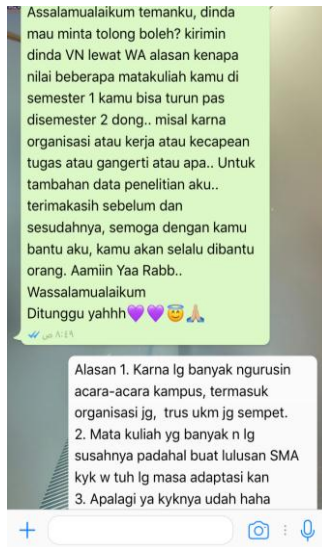 Assalamualaikum temanku, dinda
mau minta tolong boleh? kirimin
dinda VN lewat WA alasan kenapa
nilai beberapa matakuliah kamu di
semester 1 kamu bisa turun pas
disemester 2 dong.. misal karna
organisasi atau kerja atau kecapean
tugas atau gangerti atau apa.. Untuk
tambahan data penelitian aku..
terimakasih sebelum dan
sesudahnya, semoga dengan kamu
bantu aku, kamu akan selalu dibantu
orang. Aamiin Yaa Rabb..
Wassalamualaikum
Ditunggu yahhh💜💜😇🙏🏼
٨:٤٩ ص
Alasan 1. Karna lg banyak ngurusin
acara-acara kampus, termasuk
organisasi jg, trus ukm jg sempet.
2. Mata kuliah yg banyak n lg
susahnya padahal buat lulusan SMA
kyk w tuh lg masa adaptasi kan
3. Apalagi ya kyknya udah haha